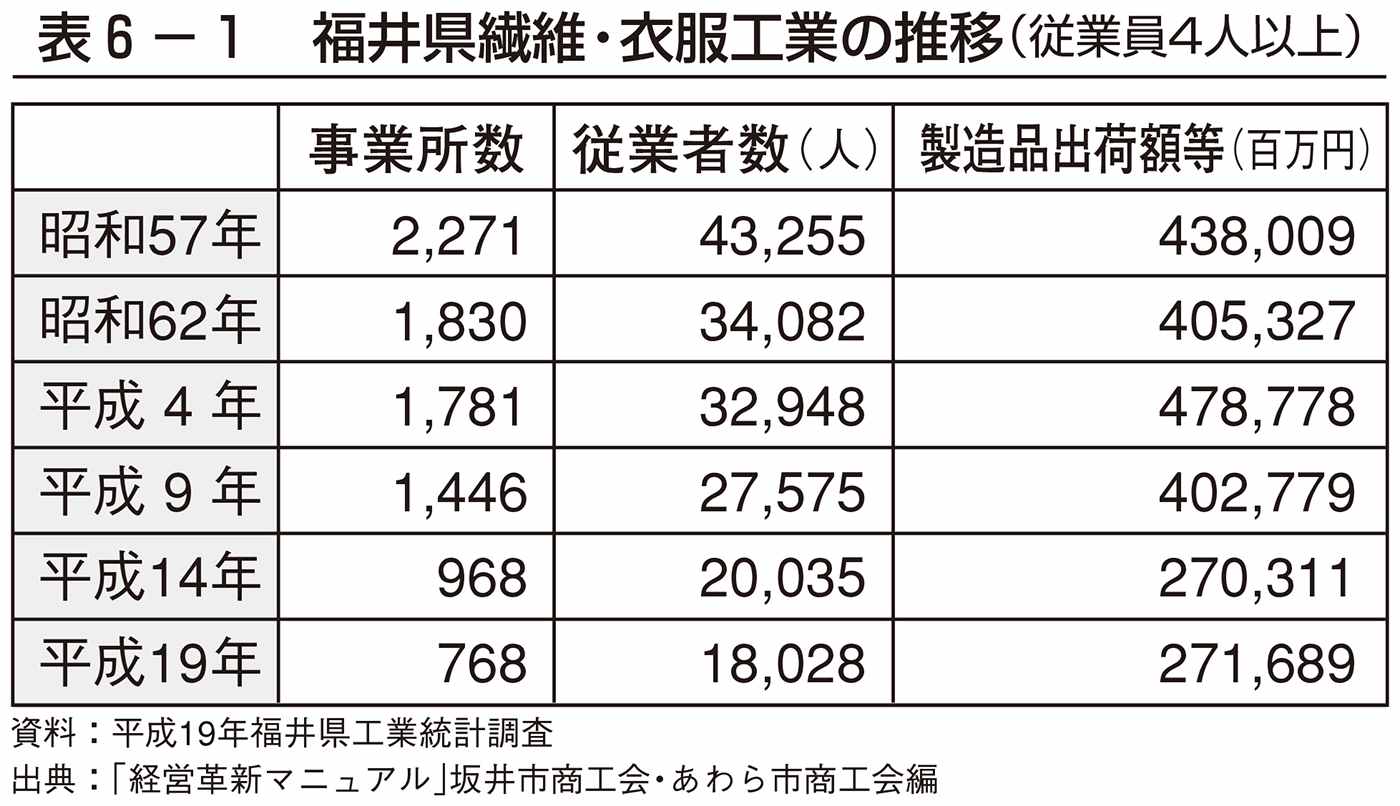 表6－1 福井県繊維・衣服工業の推移(従業員4人以上)
事業所数 従業者数(人) 製造品出荷額等(百万円)
昭和57年 2,271 43,255 438,009
昭和62年 1,830 34,082 405,327
平成 4 年 1,781 32,948 478,778
平成 9 年 1,446 27,575 402,779
平成14年 968 20,035 270,311
平成19年 768 18,028 271,689
資料：平成19年福井県工業統計調査
出典：「経営革新マニュアル」坂井市商工会・あわら市商工会編